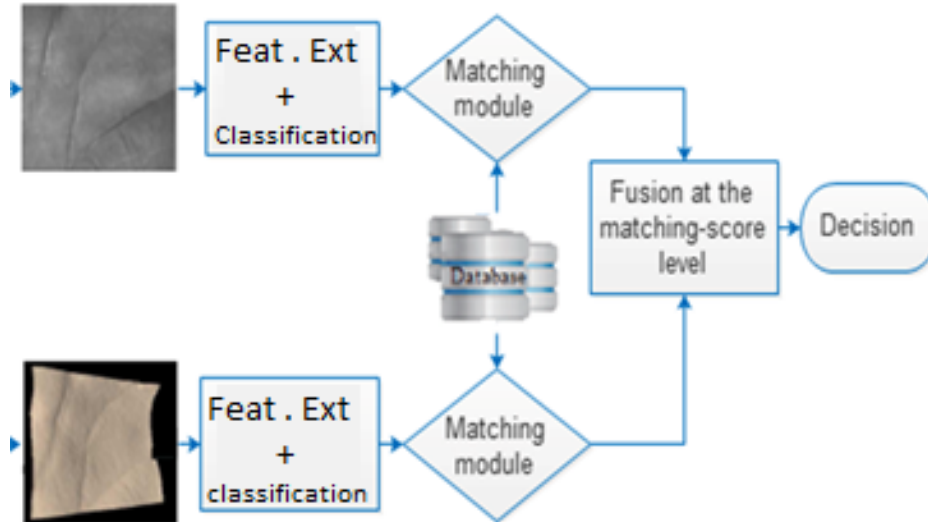 Feat . Ext
+
Classification
Matching
module
Fusion at the
matching-score
level
Decision
Database
Feat . Ext
+
classification
Matching
module